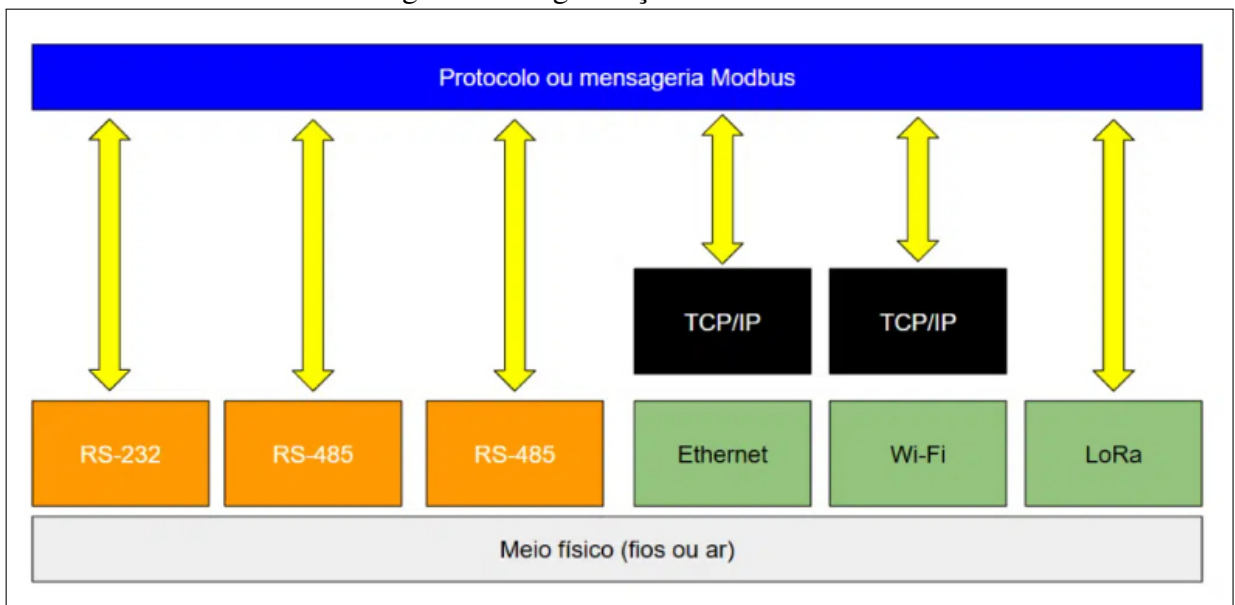 Protocolo ou mensageria Modbus
TCP/IP
TCP/IP
RS-232
RS-485
RS-485
Ethernet
Wi-Fi
LoRa
Meio físico (fios ou ar)